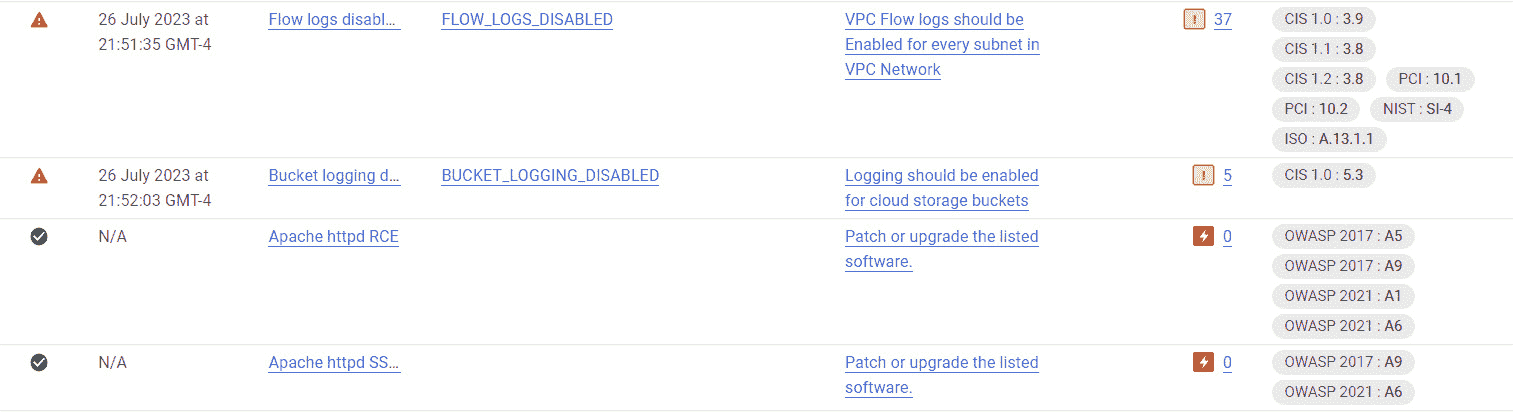 26 July 2023 at
21:51:35 GMT-4
Flow logs disabl...
FLOW_LOGS_DISABLED
VPC Flow logs should be
Enabled for every subnet in
VPC Network
37
CIS 1.0 : 3.9
CIS 1.1 : 3.8
CIS 1.2 : 3.8
PCI : 10.1
PCI : 10.2
NIST : SI-4
ISO : A.13.1.1
26 July 2023 at
21:52:03 GMT-4
Bucket logging d...
BUCKET_LOGGING_DISABLED
Logging should be enabled
for cloud storage buckets
5
CIS 1.0 : 5.3
N/A
Apache httpd RCE
Patch or upgrade the listed
software.
0
OWASP 2017 : A5
OWASP 2017 : A9
OWASP 2021 : A1
OWASP 2021 : A6
N/A
Apache httpd SS...
Patch or upgrade the listed
software.
0
OWASP 2017 : A9
OWASP 2021 : A6